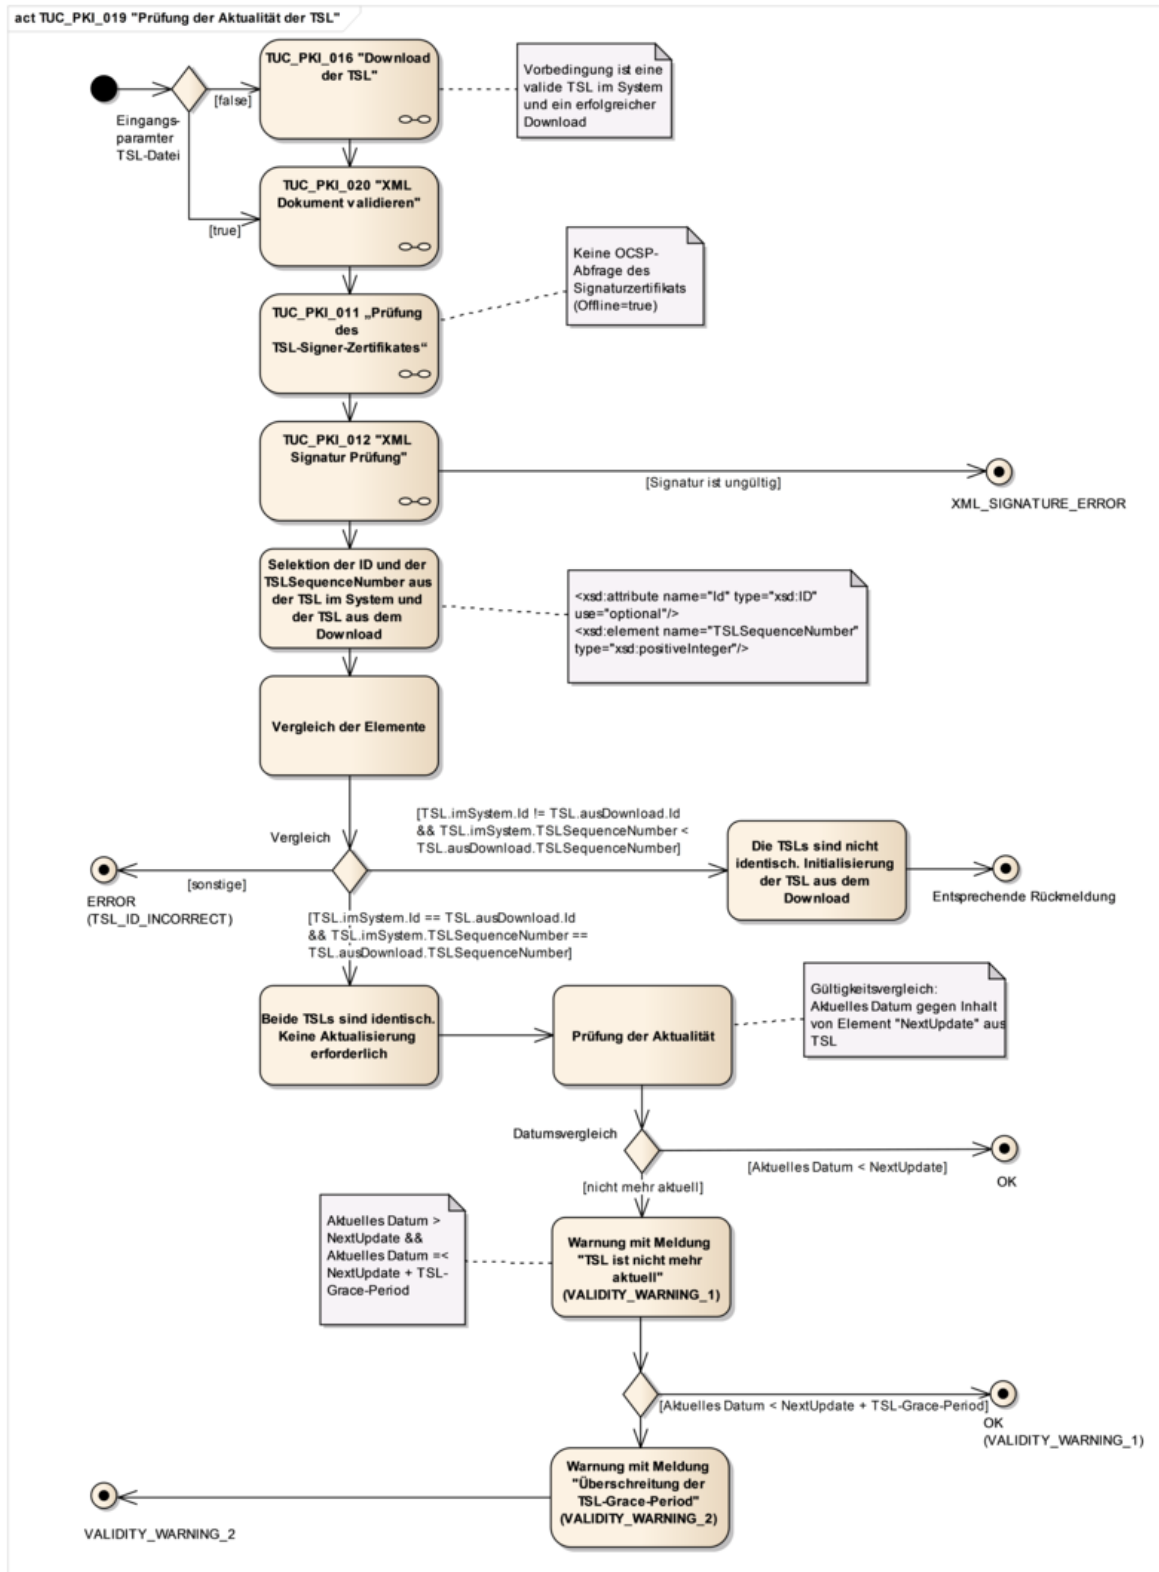 act TUC_PKI_019 "Prüfung der Aktualität der TSL"
TUC_PKI_016 "Download
der TSL"
Vorbedingung ist eine
valide TSL im System
und ein erfolgreicher
Download
[false]
Eingangs-
paramter
TSL-Datei
TUC_PKI_020 "XML
Dokument validieren"
[true]
Keine OCSP-
Abfrage des
Signaturzertifikats
(Offline=true)
TUC_PKI_011 „Prüfung
des
TSL-Signer-Zertifikates“
TUC_PKI_012 "XML
Signatur Prüfung"
[Signatur ist ungültig]
XML_SIGNATURE_ERROR
Selektion der ID und der
TSLSequenceNumber aus
der TSL im System und
der TSL aus dem
Download
<xsd:attribute name="Id" type="xsd:ID"
use="optional"/>
<xsd:element name="TSLSequenceNumber"
type="xsd:positiveInteger"/>
Vergleich der Elemente
[TSL.imSystem.Id != TSL.ausDownload.Id
&& TSL.imSystem.TSLSequenceNumber <
TSL.ausDownload.TSLSequenceNumber]
Vergleich
Die TSLs sind nicht
identisch. Initialisierung
der TSL aus dem
Download
Entsprechende Rückmeldung
[sonstige]
ERROR
(TSL_ID_INCORRECT)
[TSL.imSystem.Id == TSL.ausDownload.Id
&& TSL.imSystem.TSLSequenceNumber ==
TSL.ausDownload.TSLSequenceNumber]
Beide TSLs sind identisch.
Keine Aktualisierung
erforderlich
Prüfung der Aktualität
Gültigkeitsvergleich:
Aktuelles Datum gegen Inhalt
von Element "NextUpdate" aus
TSL
Datumsvergleich
[Aktuelles Datum < NextUpdate]
OK
[nicht mehr aktuell]
Aktuelles Datum >
NextUpdate &&
Aktuelles Datum =<
NextUpdate + TSL-
Grace-Period
Warnung mit Meldung
"TSL ist nicht mehr
aktuell"
(VALIDITY_WARNING_1)
[Aktuelles Datum < NextUpdate + TSL-Grace-Period]
OK
(VALIDITY_WARNING_1)
Warnung mit Meldung
"Überschreitung der
TSL-Grace-Period"
(VALIDITY_WARNING_2)
VALIDITY_WARNING_2